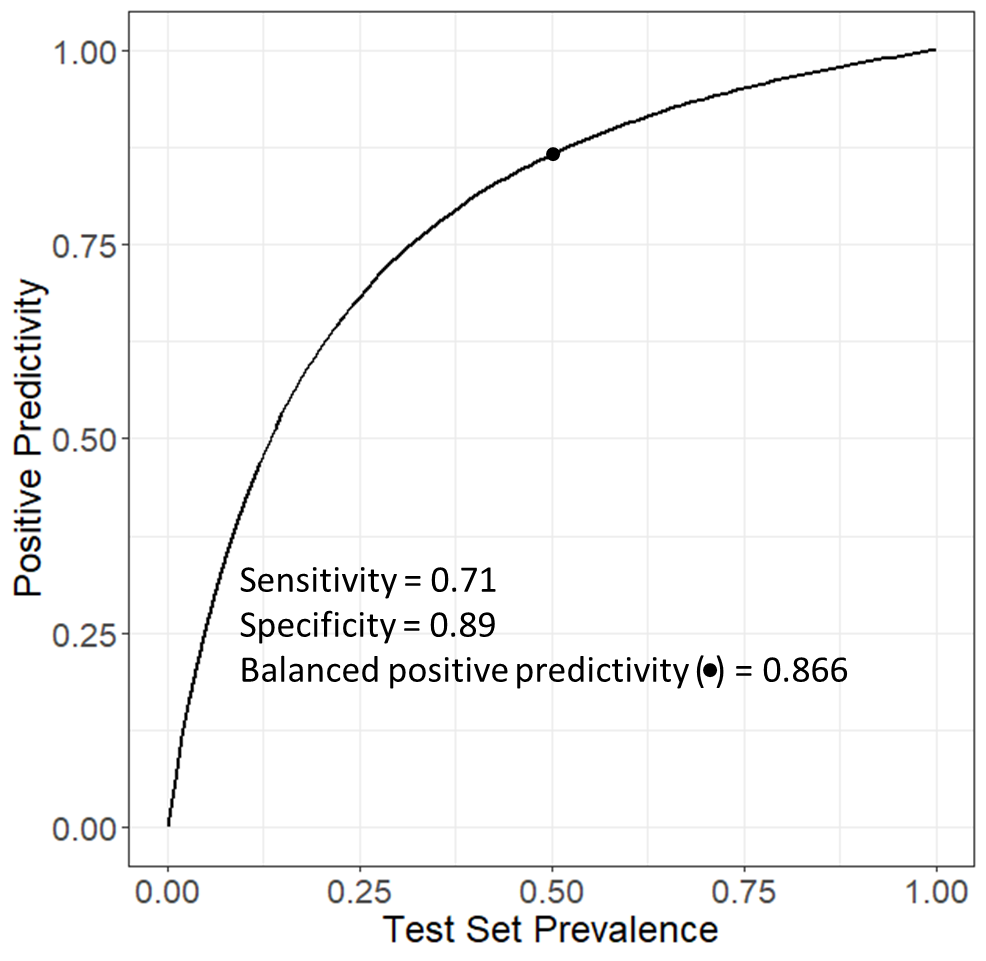 1.00
0.75
0.50
0.25
0.00
Positive Predictivity
Sensitivity = 0.71
Specificity = 0.89
Balanced positive predictivity (●) = 0.866
0.00 0.25 0.50 0.75 1.00
Test Set Prevalence